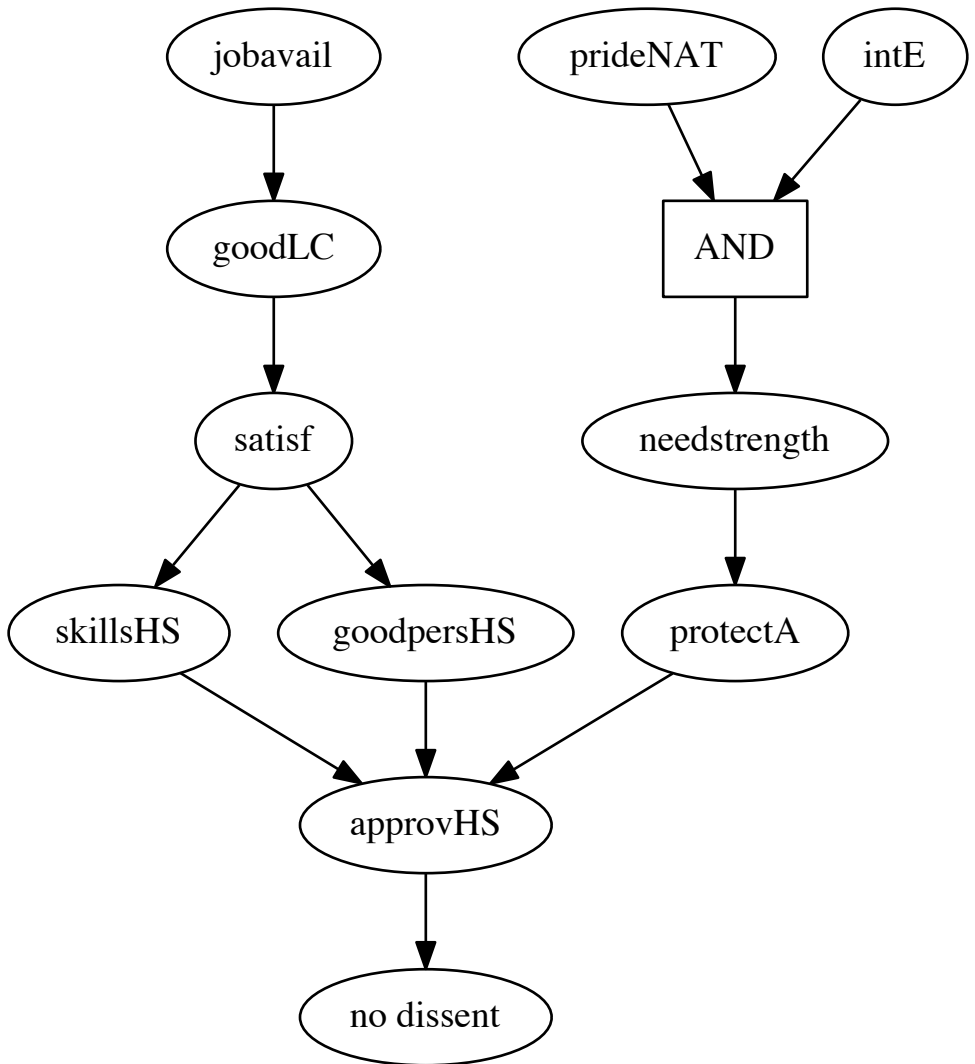 jobavail
prideNAT
intE
goodLC
AND
satisf
needstrength
skillsHS
goodpersHS
protectA
approvHS
no dissent